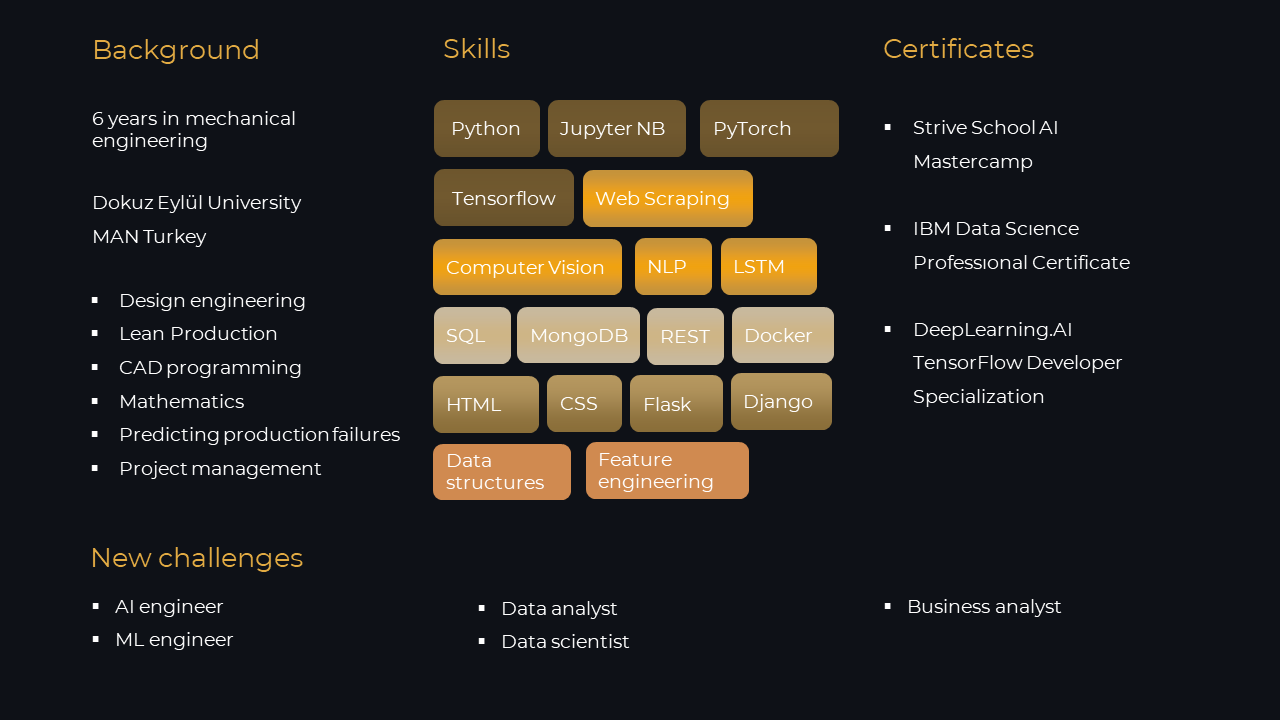 Background
6 years in mechanical
engineering
Dokuz Eylül University
MAN Turkey
▪ Design engineering
▪ Lean Production
▪ CAD programming
▪ Mathematics
▪ Predicting production failures
▪ Project management
Skills
Python
Jupyter NB
PyTorch
Tensorflow
Web Scraping
Computer Vision
NLP
LSTM
SQL
MongoDB
REST
Docker
HTML
CSS
Flask
Django
Data
structures
Feature
engineering
Certificates
▪ Strive School AI
Mastercamp
▪ IBM Data Scıence
Professıonal Certificate
▪ DeepLearning.AI
TensorFlow Developer
Specialization
New challenges
▪ AI engineer
▪ ML engineer
▪ Data analyst
▪ Data scientist
▪ Business analyst